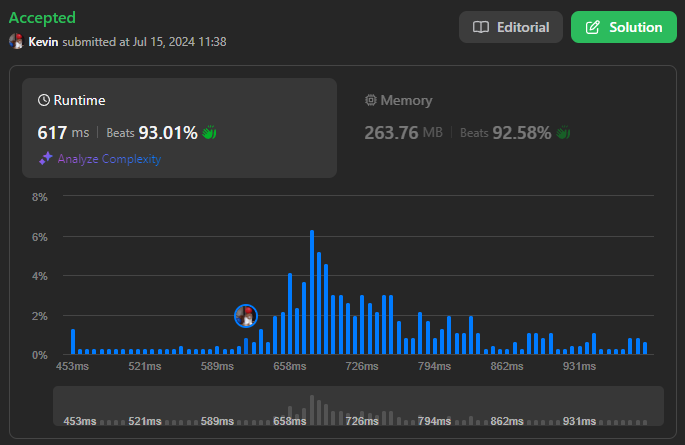 Accepted
Kevin submitted at Jul 15, 2024 11:38
Editorial
Solution
Runtime
617 ms | Beats 93.01%
Analyze Complexity
Memory
263.76 MB | Beats 92.58%
8%
6%
4%
2%
0%
453ms 521ms 589ms 658ms 726ms 794ms 862ms 931ms
453ms 521ms 589ms 658ms 726ms 794ms 862ms 931ms